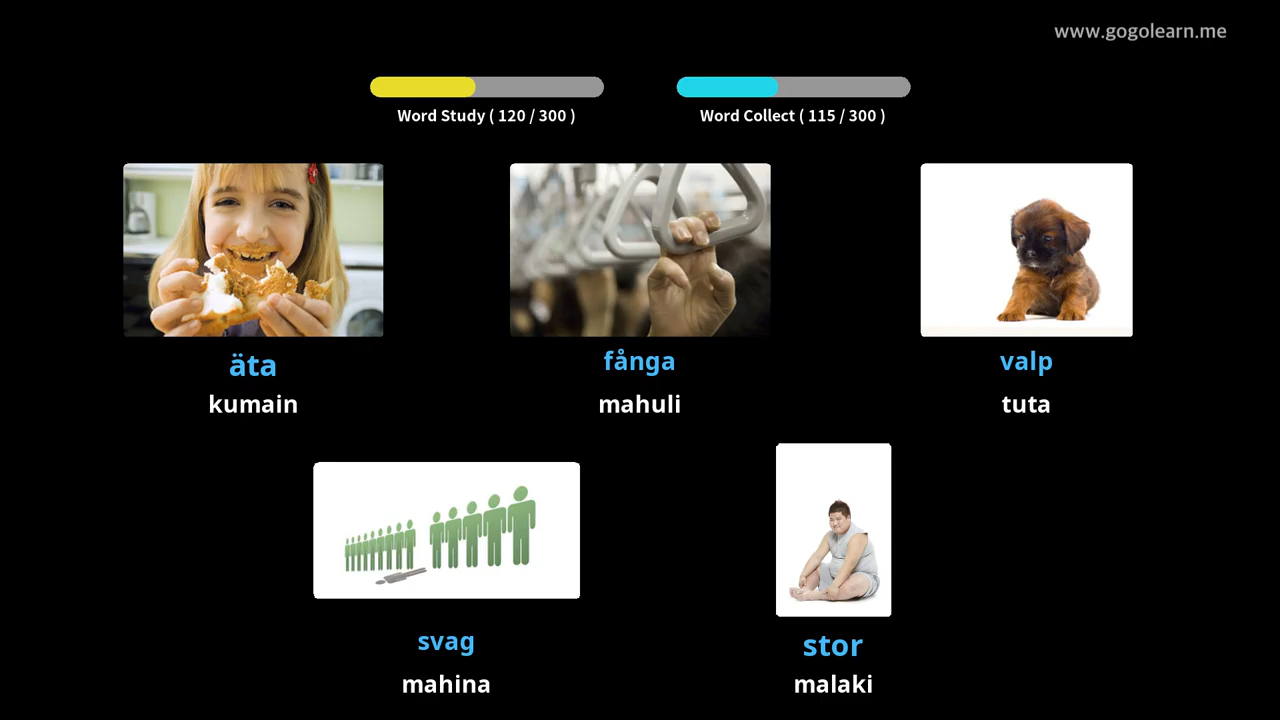 www.gogolearn.me
Word Study ( 120 / 300 )
Word Collect ( 115 / 300 )
äta
fånga
valp
kumain
mahuli
tuta
svag
stor
mahina
malaki